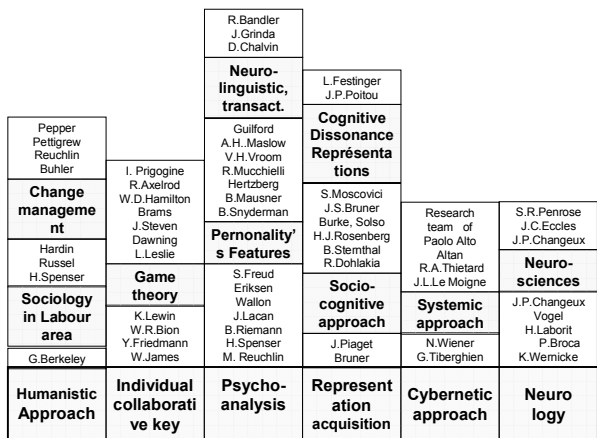 Pepper
Pettigrew
Reuchlin
Buhler
Change
manageme
nt
Hardin
Russel
H.Spenser
Sociology
in Labour
area
G.Berkeley
Humanistic
Approach
I. Prigogine
R.Axelrod
W.D.Hamilton
Brams
J.Steven
Dawning
L.Leslie
Game
theory
K.Lewin
W.R.Bion
Y.Friedmann
W.James
Individual
collaborati
ve key
R.Bandler
J.Grinda
D.Chalvin
Neuro-
linguistic,
transact.
Guilford
A.H..Maslow
V.H.Vroom
R.Mucchielli
Hertzberg
B.Mausner
B.Snyderman
Pernonality'
s Features
S.Freud
Eriksen
Wallon
J.Lacan
B.Riemann
H.Spenser
M. Reuchlin
Psycho-
analysis
L.Festinger
J.P.Poitou
Cognitive
Dissonance
Représenta
tions
S.Moscovici
J.S.Bruner
Burke, Solso
H.J.Rosenberg
B.Sternthal
R.Dohlakia
Socio-
cognitive
approach
J.Piaget
Bruner
Represent
ation
acquisition
Research
team of
Paolo Alto
Altan
R.A.Thietard
J.L.Le Moigne
Systemic
approach
N.Wiener
G.Tiberghien
Cybernetic
approach
S.R.Penrose
J.C.Eccles
J.P.Changeux
Neuro-
sciences
J.P.Changeux
Vogel
H.Laborit
P.Broca
K.Wernicke
Neuro
logy